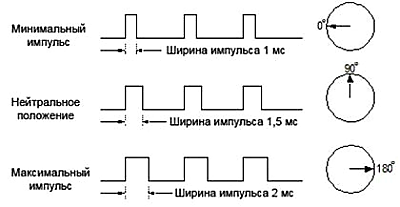 Минимальный
импульс
Ширина импульса 1 мс
0°
Нейтральное
положение
Ширина импульса 1,5 мс
90°
Максимальный
импульс
Ширина импульса 2 мс
180°